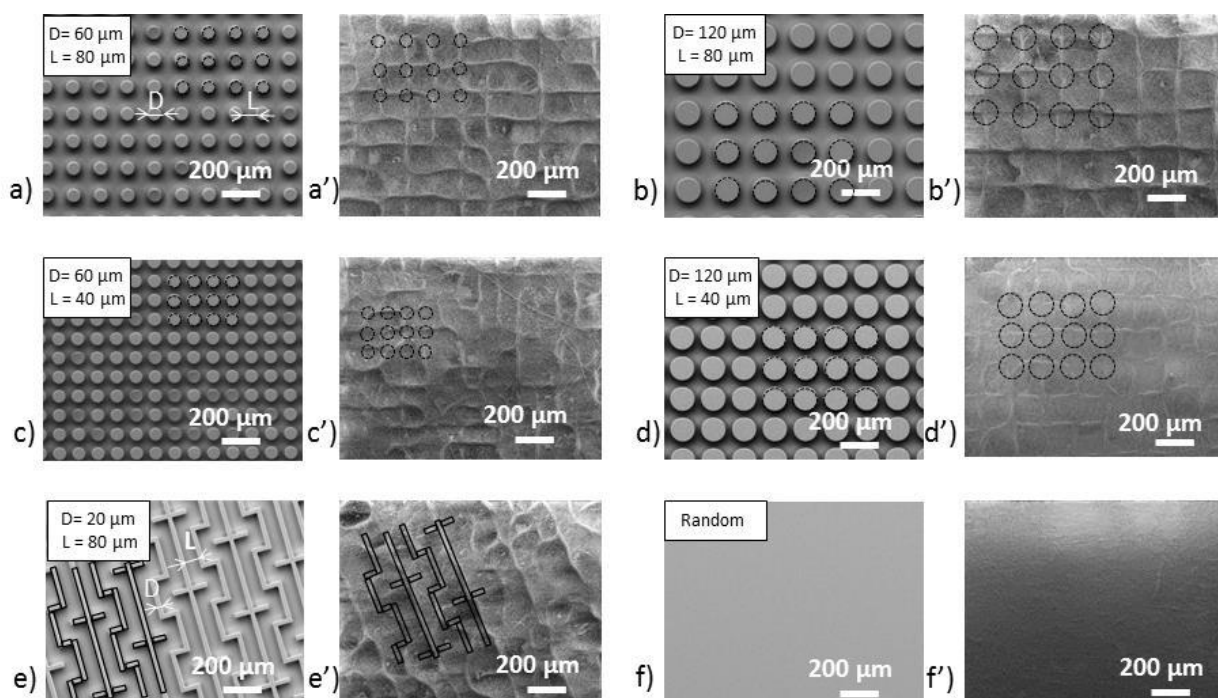 D= 60 µm
L = 80 µm
D
L
200 µm
a)
200 µm
a')
D= 120 µm
L = 80 µm
200 µm
b)
200 µm
b')
D= 60 µm
L = 40 µm
200 µm
c)
200 µm
c')
D= 120 µm
L = 40 µm
200 µm
d)
200 µm
d')
D= 20 µm
L = 80 µm
L
D
200 µm
e)
200 µm
e')
Random
200 µm
f)
200 µm
f')